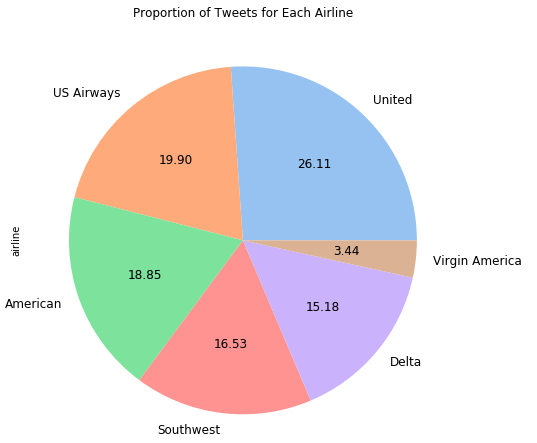 Proportion of Tweets for Each Airline
United
US Airways
26.11
19.90
airline
3.44
Virgin America
18.85
American
15.18
16.53
Delta
Southwest